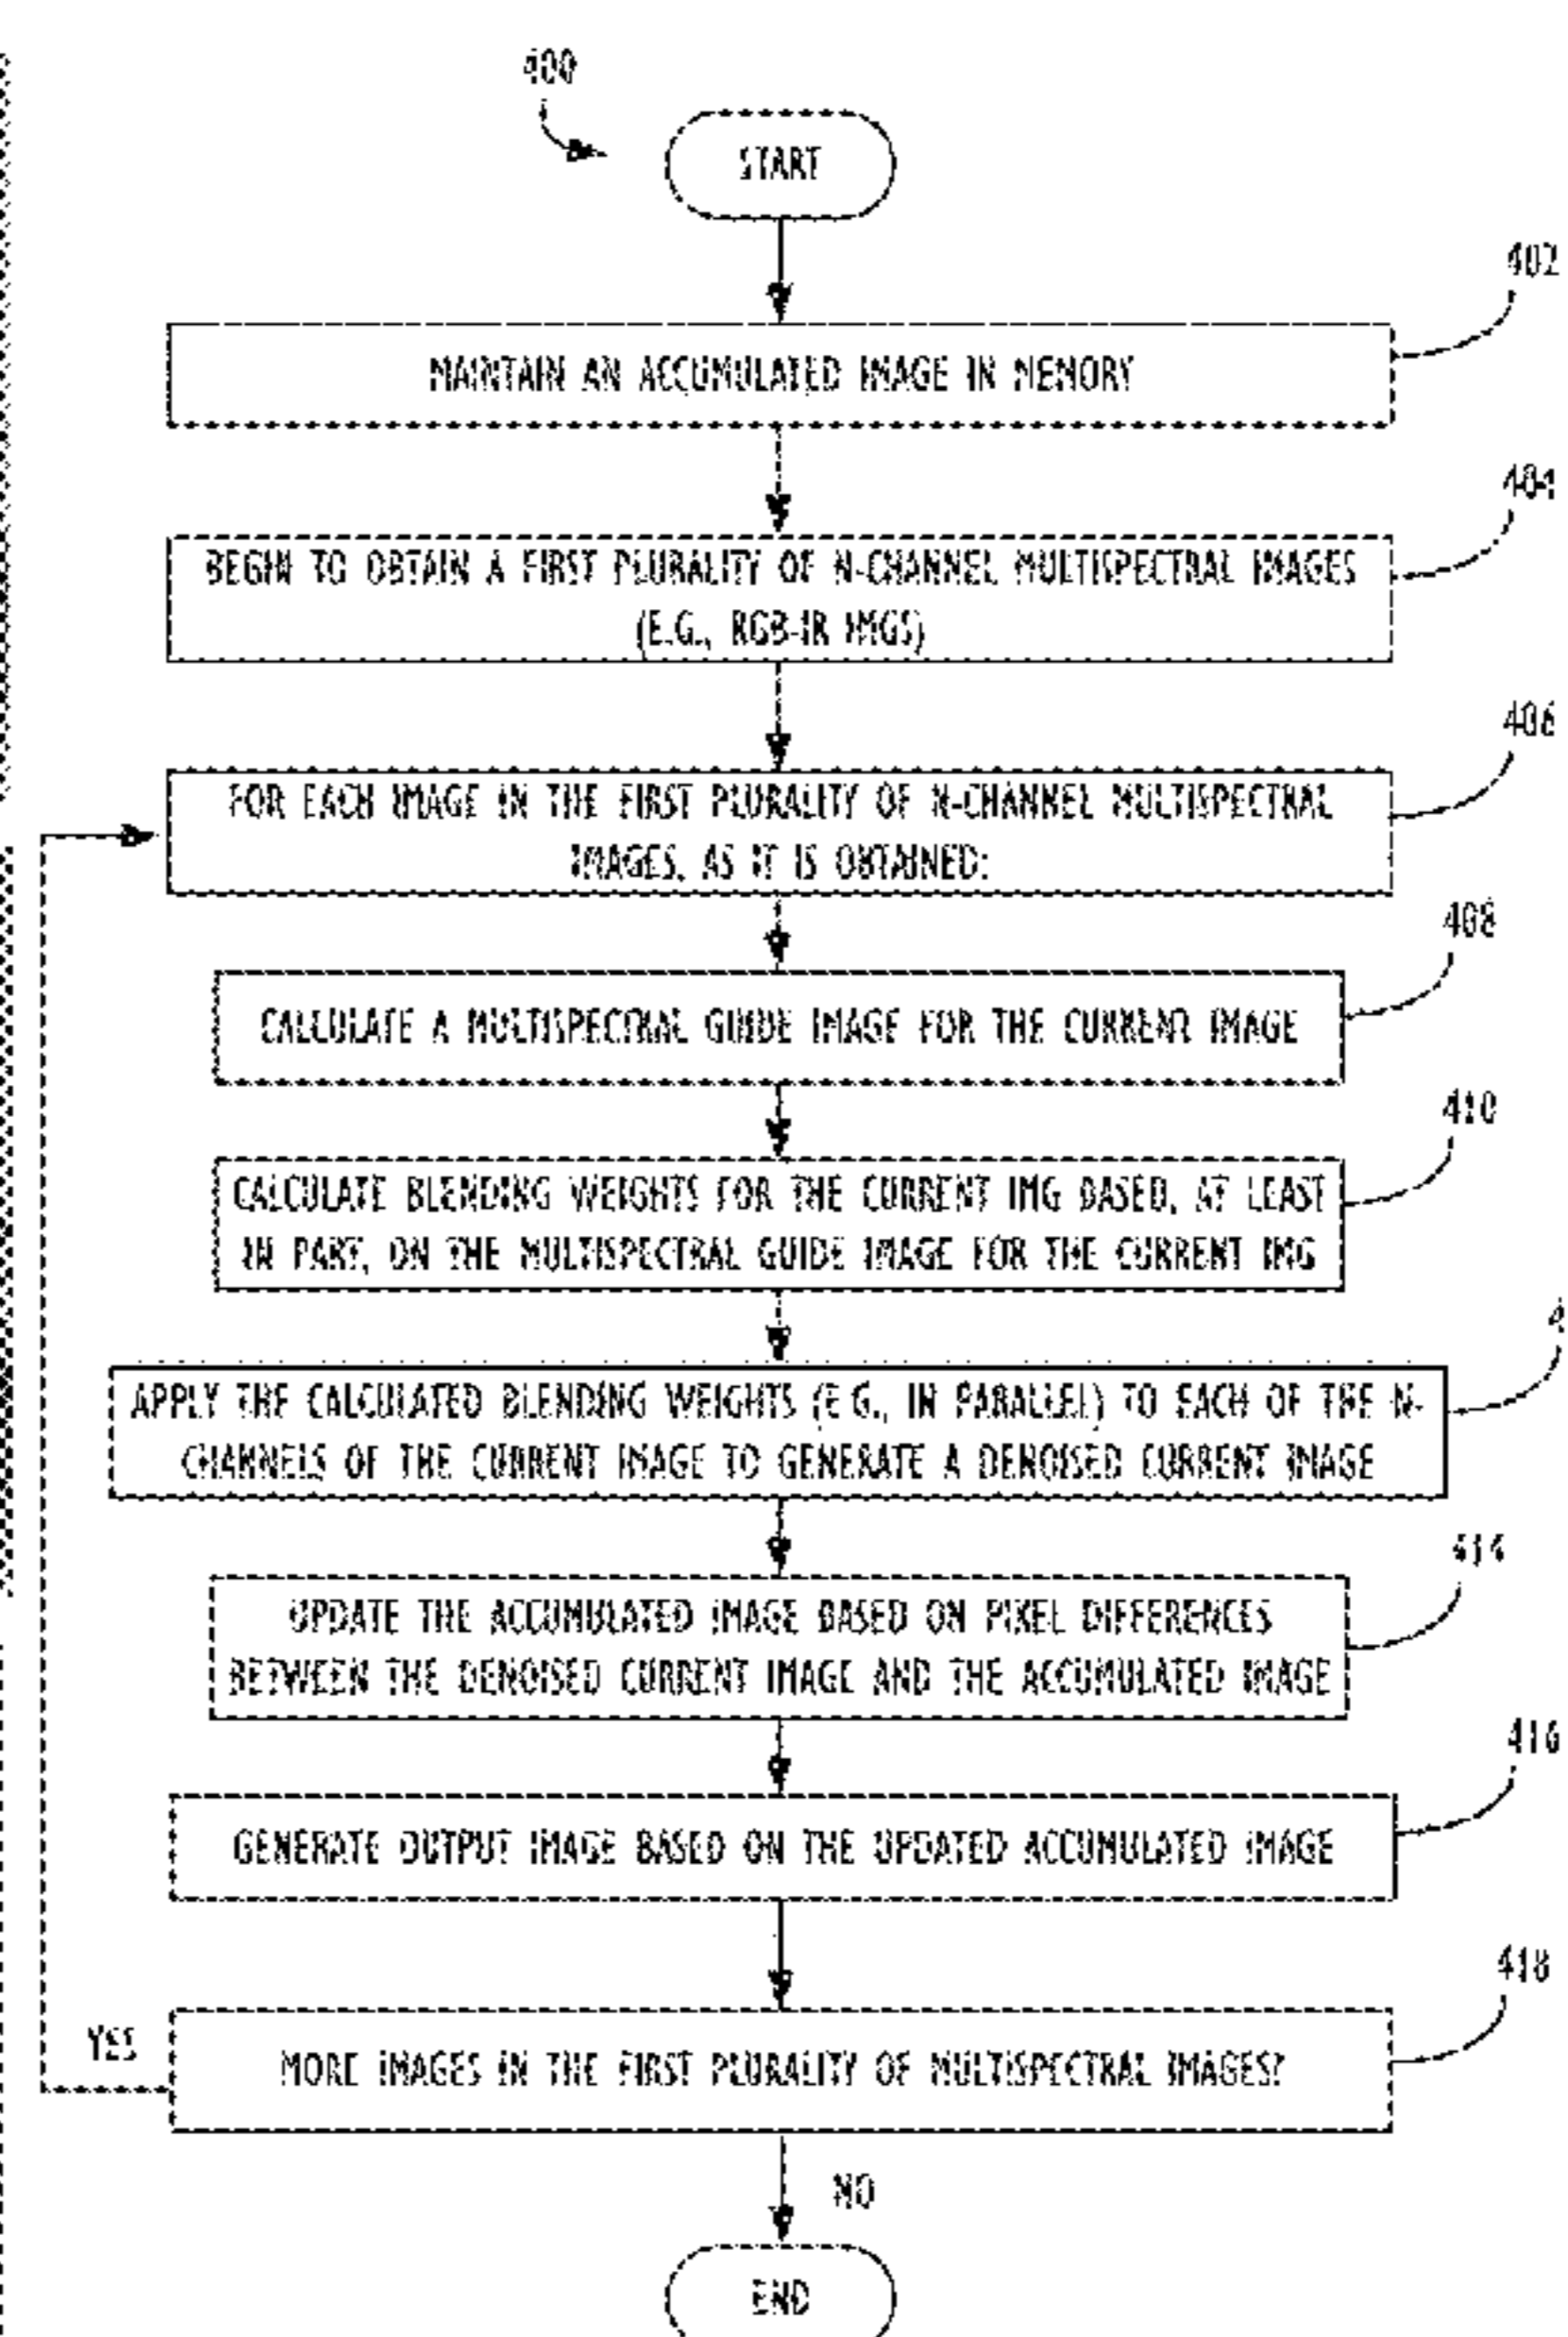 400
START
402
MAINTAIN AN ACCUMULATED IMAGE IN MEMORY
404
BEGIN TO OBTAIN A FIRST PLURALITY OF N-CHANNEL MULTISPECTRAL IMAGES
(E.G., RGB-IR IMGS)
406
FOR EACH IMAGE IN THE FIRST PLURALITY OF N-CHANNEL MULTISPECTRAL
IMAGES, AS IT IS OBTAINED:
408
CALCULATE A MULTISPECTRAL GUIDE IMAGE FOR THE CURRENT IMAGE
410
CALCULATE BLENDING WEIGHTS FOR THE CURRENT IMG BASED, AT LEAST
IN PART, ON THE MULTISPECTRAL GUIDE IMAGE FOR THE CURRENT IMG
4
APPLY THE CALCULATED BLENDING WEIGHTS (E.G., IN PARALLEL) TO EACH OF THE N-
CHANNELS OF THE CURRENT IMAGE TO GENERATE A DENOISED CURRENT IMAGE
414
UPDATE THE ACCUMULATED IMAGE BASED ON PIXEL DIFFERENCES
BETWEEN THE DENOISED CURRENT IMAGE AND THE ACCUMULATED IMAGE
416
GENERATE OUTPUT IMAGE BASED ON THE UPDATED ACCUMULATED IMAGE
418
YES
MORE IMAGES IN THE FIRST PLURALITY OF MULTISPECTRAL IMAGES?
NO
END